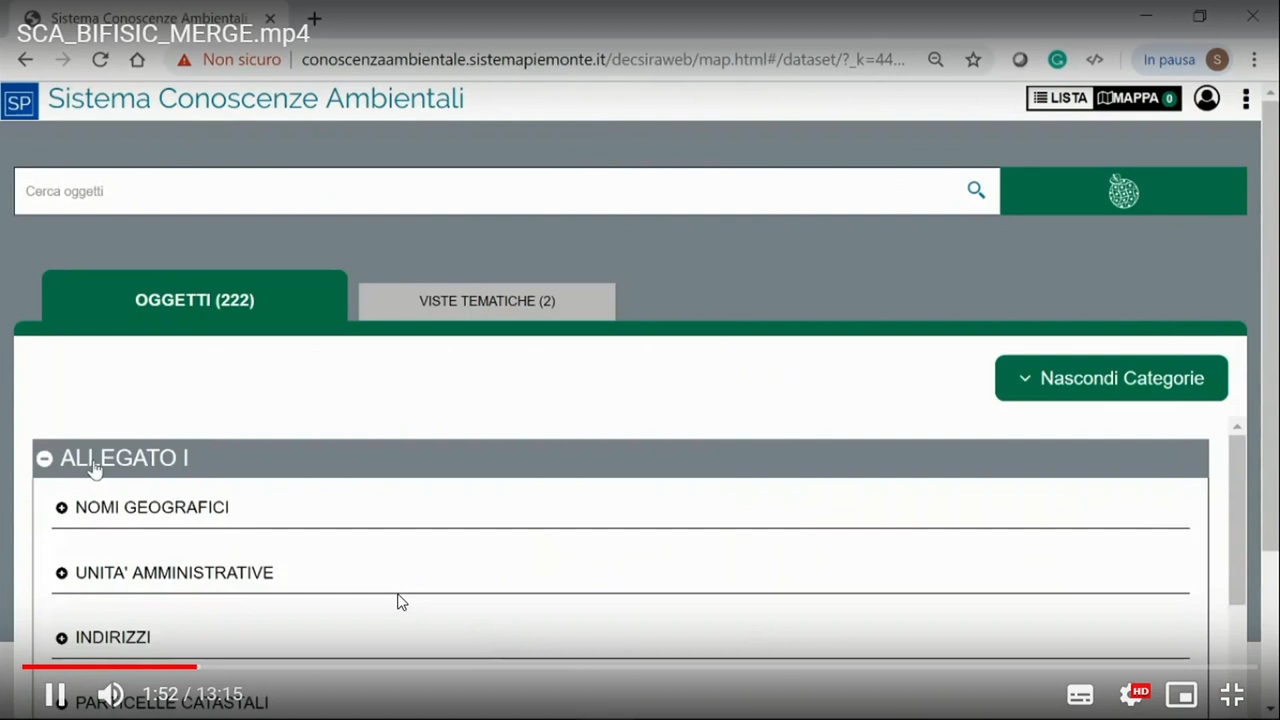 Sistema Conoscenze Ambientali
SCA_BIFISIC_MERGE.mp4
Non sicuro
conoscenzaambientale.sistemapiemonte.it/decsiraweb/map.html#/dataset/?_k=44...
In pausa
S
SP
Sistema Conoscenze Ambientali
LISTA
MAPPA 0
Cerca oggetti
OGGETTI (222)
VISTE TEMATICHE (2)
Nascondi Categorie
ALLEGATO I
NOMI GEOGRAFICI
UNITA' AMMINISTRATIVE
INDIRIZZI
PARTICELLE CATASTALI
1:52 / 13:15
HD